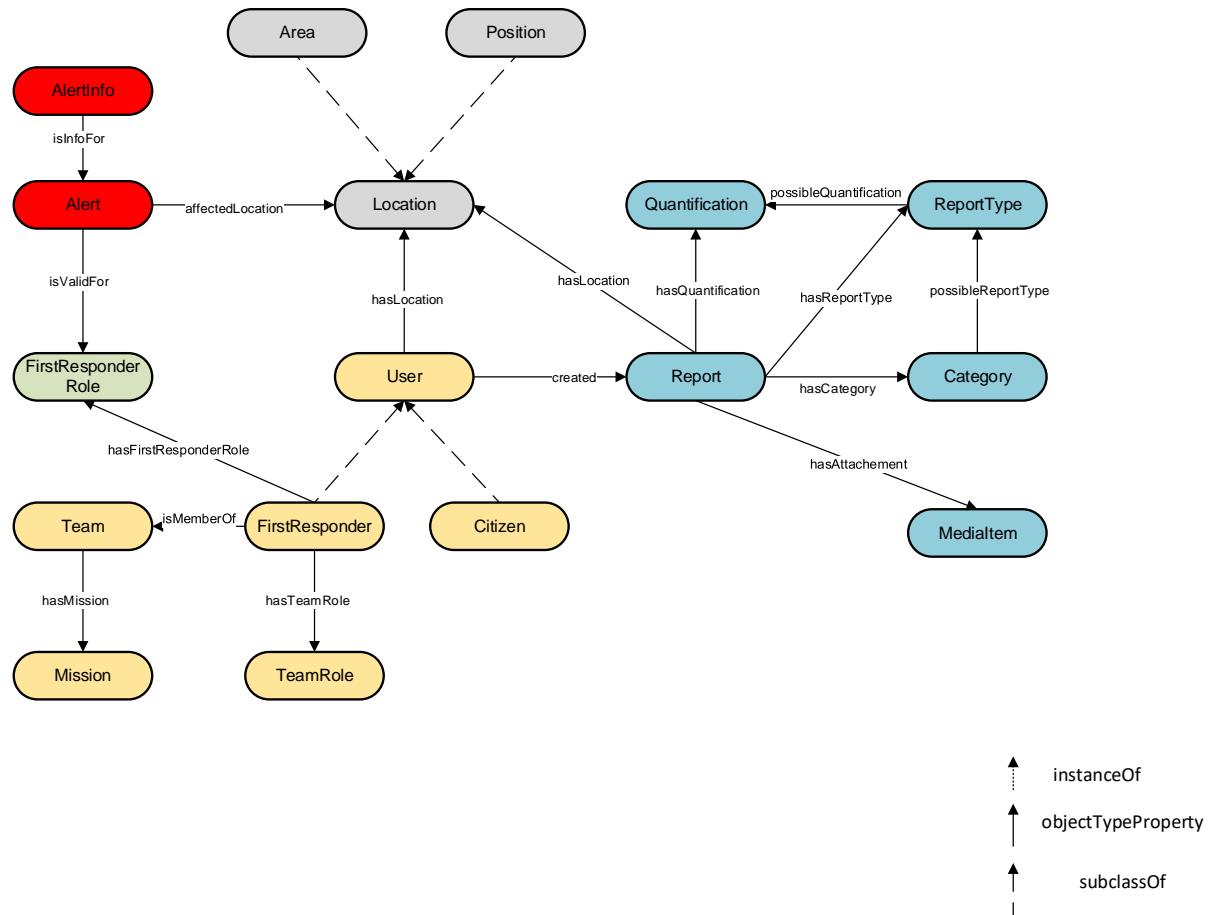 Area
Position
AlertInfo
isInfoFor
Alert
affectedLocation
Location
Quantification
possibleQuantification
ReportType
isValidFor
hasLocation
hasLocation
hasQuantification
hasReportType
possibleReportType
FirstResponder
Role
User
created
Report
hasCategory
Category
hasFirstResponderRole
hasAttachement
Team
isMemberOf
FirstResponder
Citizen
MediaItem
hasMission
hasTeamRole
Mission
TeamRole
instanceOf
objectTypeProperty
subclassOf